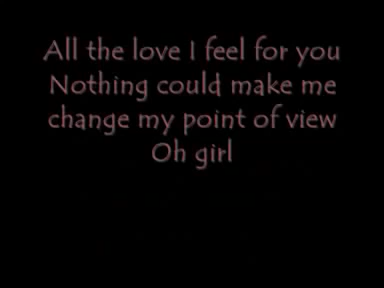 All the love I feel for you
Nothing could make me
change my point of view
Oh girl